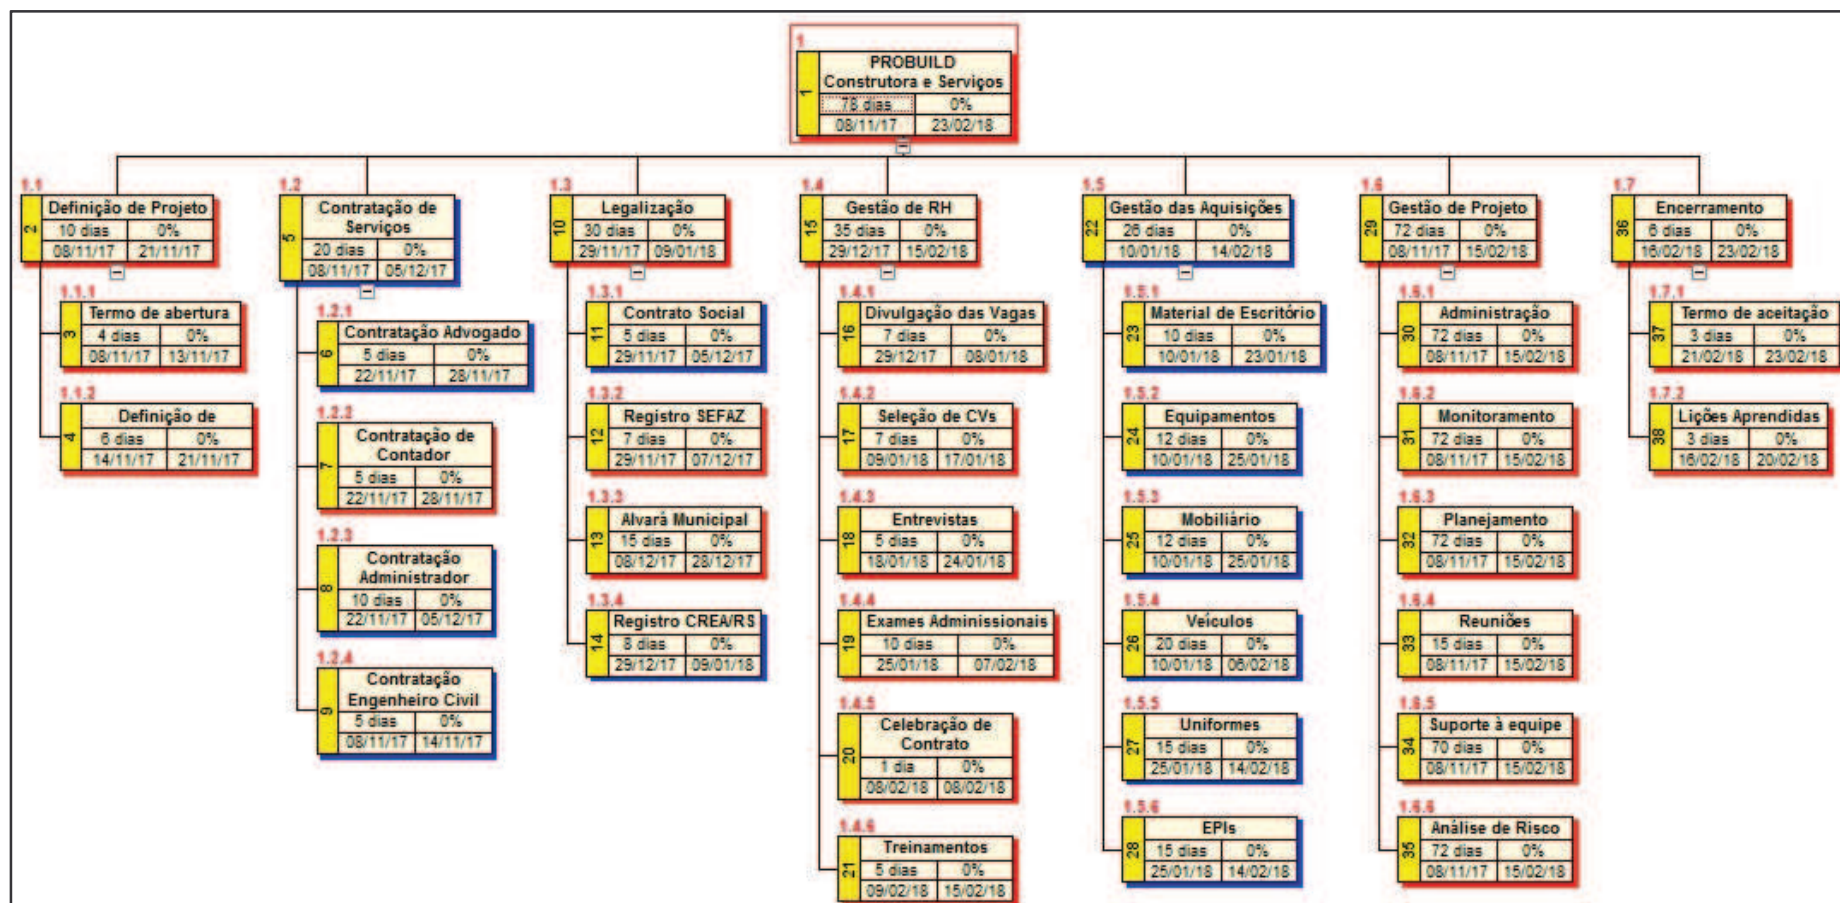 1
1
PROBUILD
Construtora e Serviços
78 dias 0%
08/11/17 23/02/18
1.1
2
Definição de Projeto
10 dias 0%
08/11/17 21/11/17
1.1.1
3
Termo de abertura
4 dias 0%
08/11/17 13/11/17
1.1.2
4
Definição de
6 dias 0%
14/11/17 21/11/17
1.2
5
Contratação de
Serviços
20 dias 0%
08/11/17 05/12/17
1.2.1
6
Contratação Advogado
5 dias 0%
22/11/17 28/11/17
1.2.2
7
Contratação de
Contador
5 dias 0%
22/11/17 28/11/17
1.2.3
8
Contratação
Administrador
10 dias 0%
22/11/17 05/12/17
1.2.4
9
Contratação
Engenheiro Civil
5 dias 0%
08/11/17 14/11/17
1.3
10
Legalização
30 dias 0%
29/11/17 09/01/18
1.3.1
11
Contrato Social
5 dias 0%
29/11/17 05/12/17
1.3.2
12
Registro SEFAZ
7 dias 0%
29/11/17 07/12/17
1.3.3
13
Alvará Municipal
15 dias 0%
08/12/17 28/12/17
1.3.4
14
Registro CREA/RS
8 dias 0%
29/12/17 09/01/18
1.4
15
Gestão de RH
35 dias 0%
29/12/17 15/02/18
1.4.1
16
Divulgação das Vagas
7 dias 0%
29/12/17 08/01/18
1.4.2
17
Seleção de CVs
7 dias 0%
09/01/18 17/01/18
1.4.3
18
Entrevistas
5 dias 0%
18/01/18 24/01/18
1.4.4
19
Exames Adminissionais
10 dias 0%
25/01/18 07/02/18
1.4.5
20
Celebração de
Contrato
1 dia 0%
08/02/18 08/02/18
1.4.6
21
Treinamentos
5 dias 0%
09/02/18 15/02/18
1.5
22
Gestão das Aquisições
26 dias 0%
10/01/18 14/02/18
1.5.1
23
Material de Escritório
10 dias 0%
10/01/18 23/01/18
1.5.2
24
Equipamentos
12 dias 0%
10/01/18 25/01/18
1.5.3
25
Mobiliário
12 dias 0%
10/01/18 25/01/18
1.5.4
26
Veículos
20 dias 0%
10/01/18 06/02/18
1.5.5
27
Uniformes
15 dias 0%
25/01/18 14/02/18
1.5.6
28
EPIs
15 dias 0%
25/01/18 14/02/18
1.6
29
Gestão de Projeto
72 dias 0%
08/11/17 15/02/18
1.6.1
30
Administração
72 dias 0%
08/11/17 15/02/18
1.6.2
31
Monitoramento
72 dias 0%
08/11/17 15/02/18
1.6.3
32
Planejamento
72 dias 0%
08/11/17 15/02/18
1.6.4
33
Reuniões
15 dias 0%
08/11/17 15/02/18
1.6.5
34
Suporte à equipe
70 dias 0%
08/11/17 15/02/18
1.6.6
35
Análise de Risco
72 dias 0%
08/11/17 15/02/18
1.7
36
Encerramento
6 dias 0%
16/02/18 23/02/18
1.7.1
37
Termo de aceitação
3 dias 0%
21/02/18 23/02/18
1.7.2
38
Lições Aprendidas
3 dias 0%
16/02/18 20/02/18